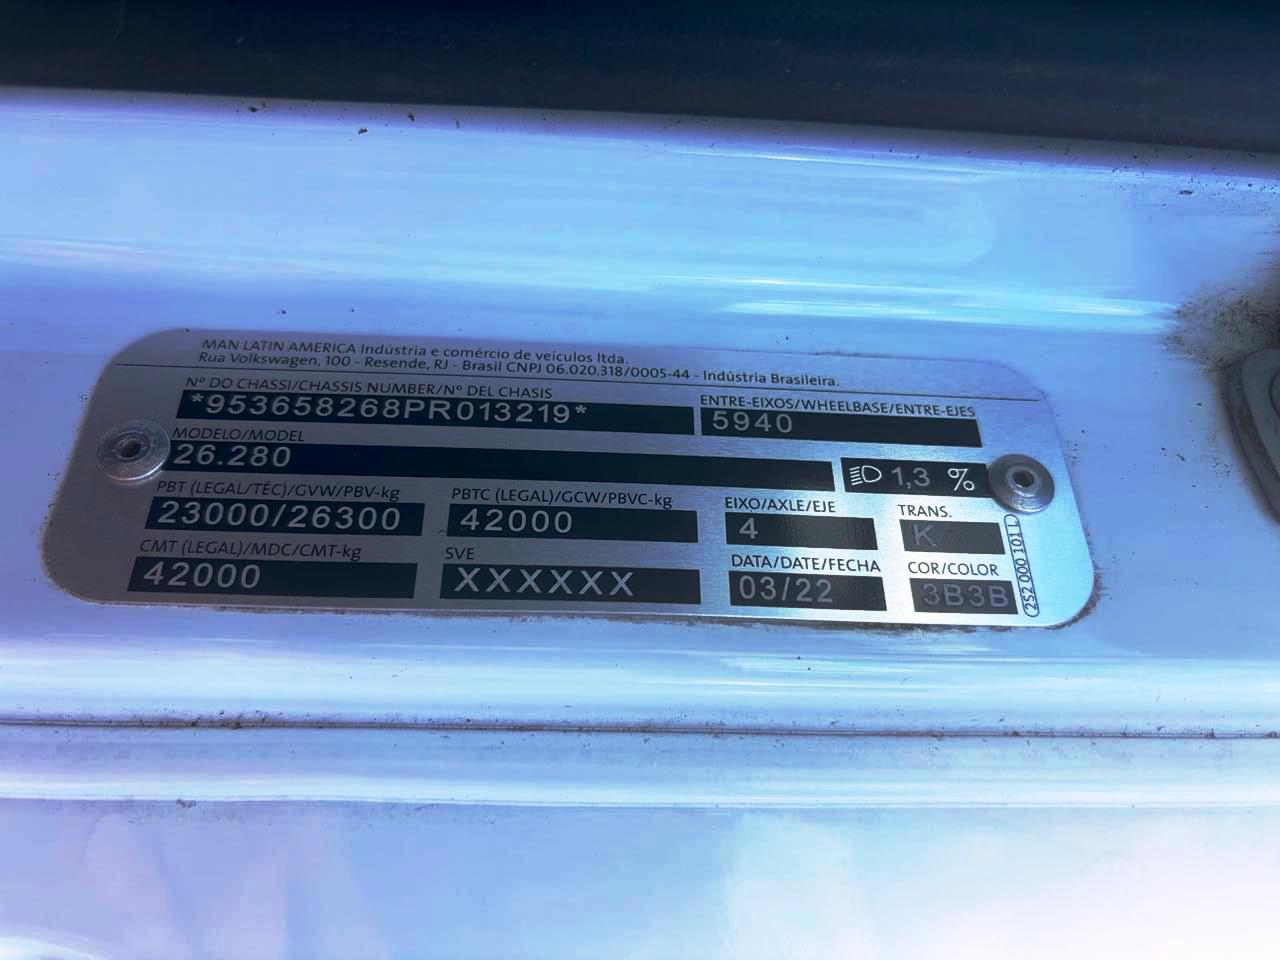 MAN LATIN AMERICA Indústria e comércio de veículos ltda.
Rua Volkswagen, 100 - Resende, RJ - Brasil CNPJ 06.020.318/0005-44 - Indústria Brasileira.
Nº DO CHASSI/CHASSIS NUMBER/Nº DEL CHASIS
*953658268PR013219*
ENTRE-EIXOS/WHEELBASE/ENTRE-EJES
5940
MODELO/MODEL
26.280
1,3 %
PBT (LEGAL/TÉC)/GVW/PBV-kg
23000/26300
PBTC (LEGAL)/GCW/PBVC-kg
42000
EIXO/AXLE/EJE
4
TRANS.
K
CMT (LEGAL)/MDC/CMT-kg
42000
SVE
XXXXXX
DATA/DATE/FECHA
03/22
COR/COLOR
3B3B
2S2 000 101 L